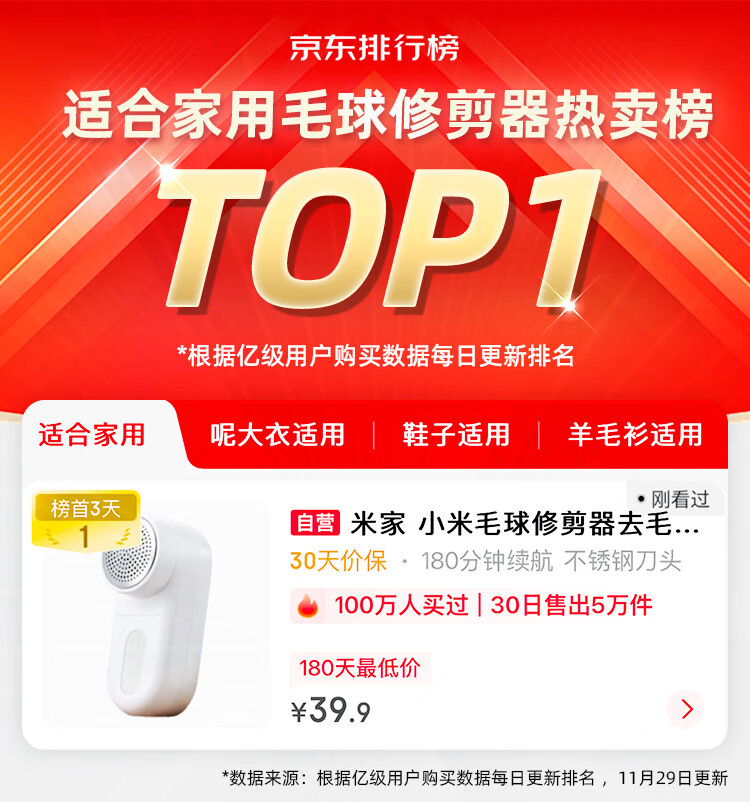 京东排行榜
适合家用毛球修剪器热卖榜
TOP1
*根据亿级用户购买数据每日更新排名
适合家用 呢大衣适用 鞋子适用 羊毛衫适用
榜首3天
1
刚看过
自营 米家 小米毛球修剪器去毛...
30天价保 · 180分钟续航 不锈钢刀头
100万人买过 | 30日售出5万件
180天最低价
¥39.9
*数据来源：根据亿级用户购买数据每日更新排名，11月29日更新